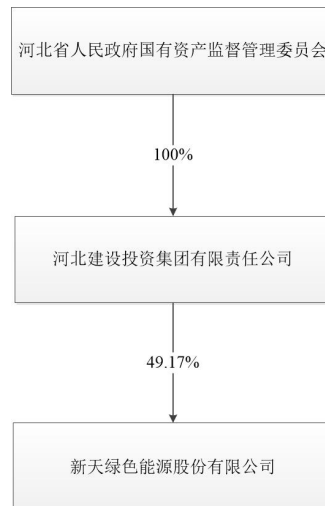 河北省人民政府国有资产监督管理委员会
100%
河北建设投资集团有限责任公司
49.17%
新天绿色能源股份有限公司